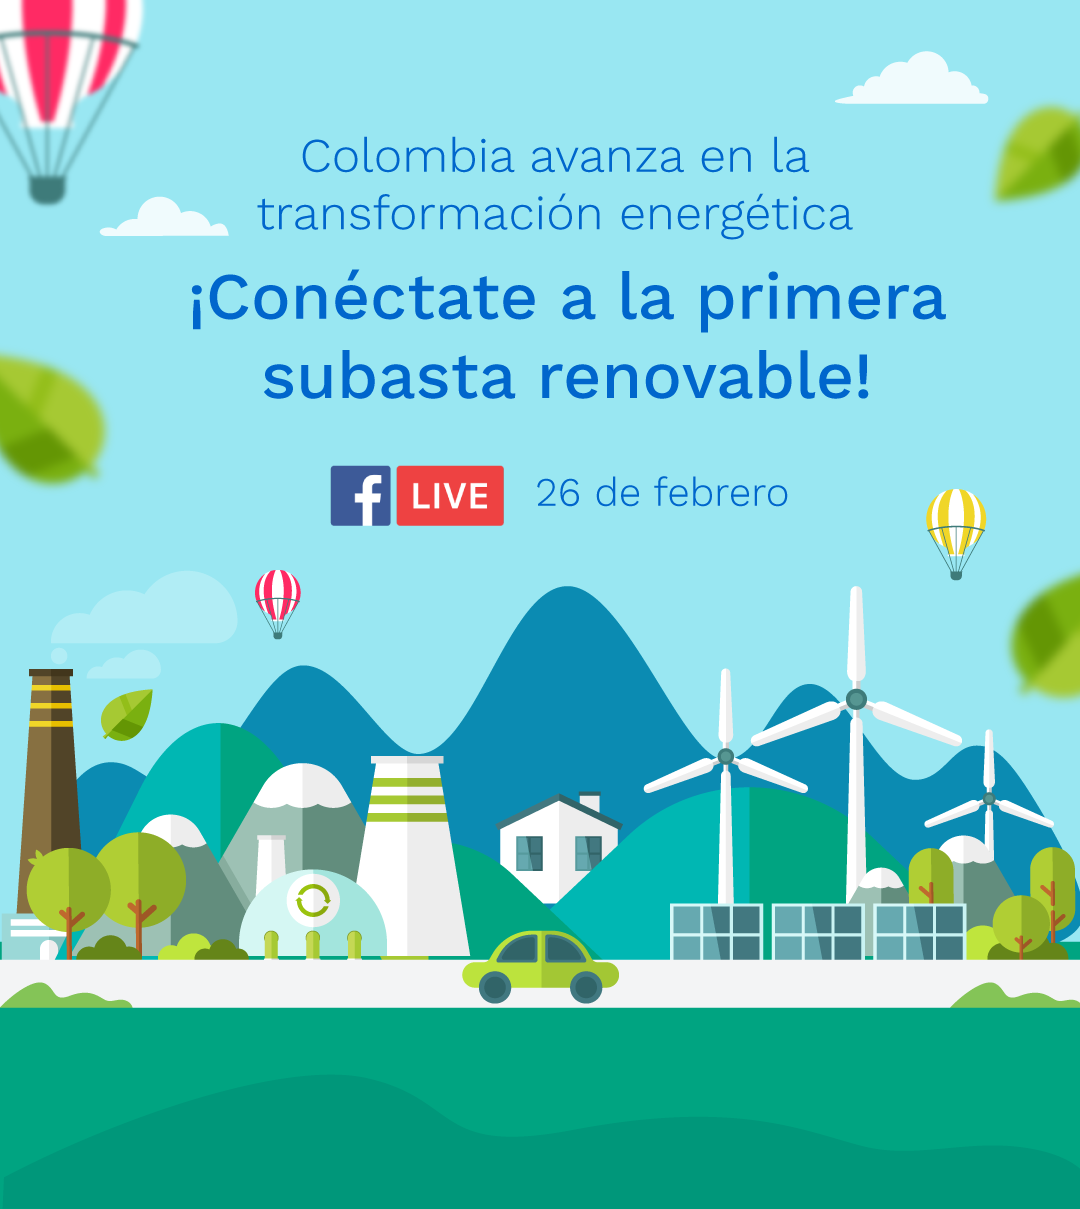 Colombia avanza en la
transformación energética
¡Conéctate a la primera
subasta renovable!
f LIVE 26 de febrero